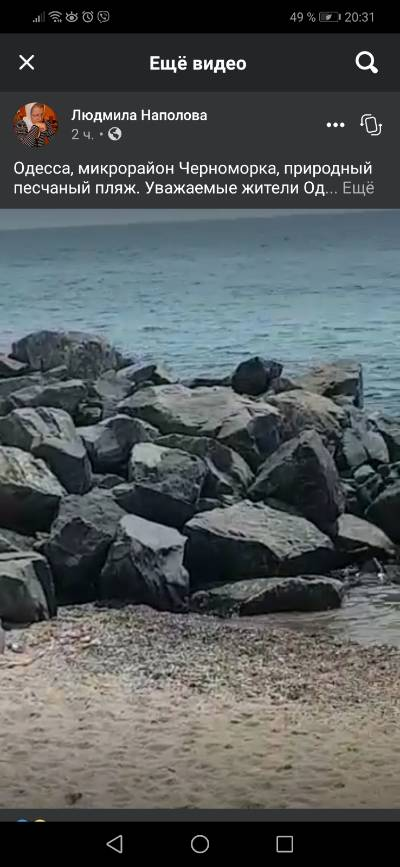 49 % 20:31
Ещё видео
Людмила Наполова
2 ч.
Одесса, микрорайон Черноморка, природный
песчаный пляж. Уважаемые жители Од... Ещё